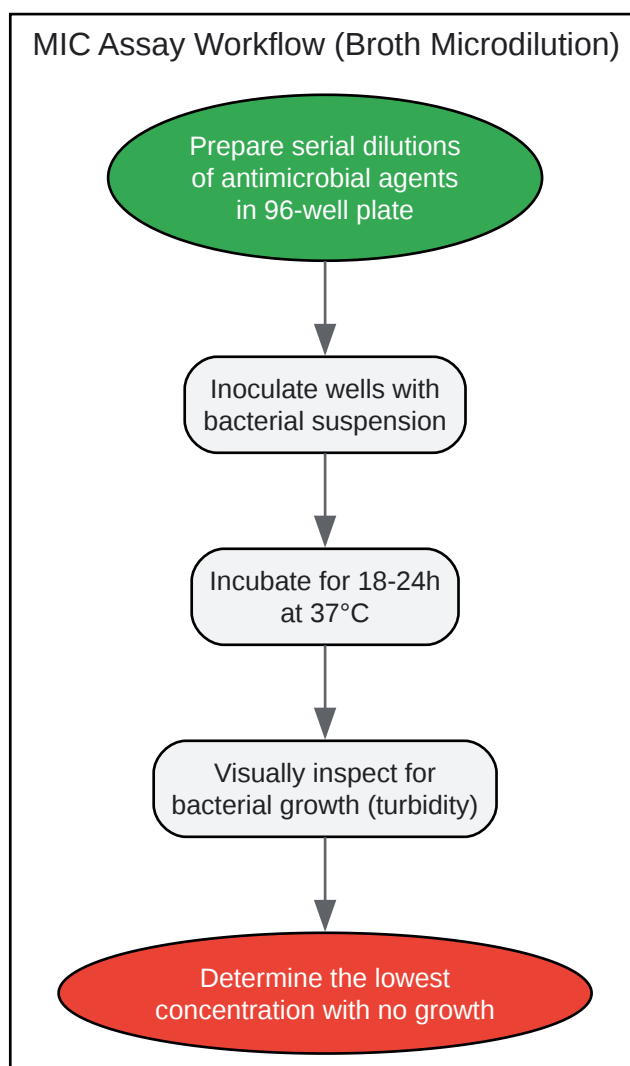 MIC Assay Workflow (Broth Microdilution)
Prepare serial dilutions
of antimicrobial agents
in 96-well plate
Inoculate wells with
bacterial suspension
Incubate for 18-24h
at 37°C
Visually inspect for
bacterial growth (turbidity)
Determine the lowest
concentration with no growth